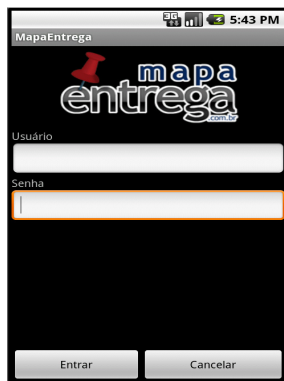 3G 5:43 PM
MapaEntrega
mapa
entrega
.com.br
Usuário
Senha
Entrar Cancelar